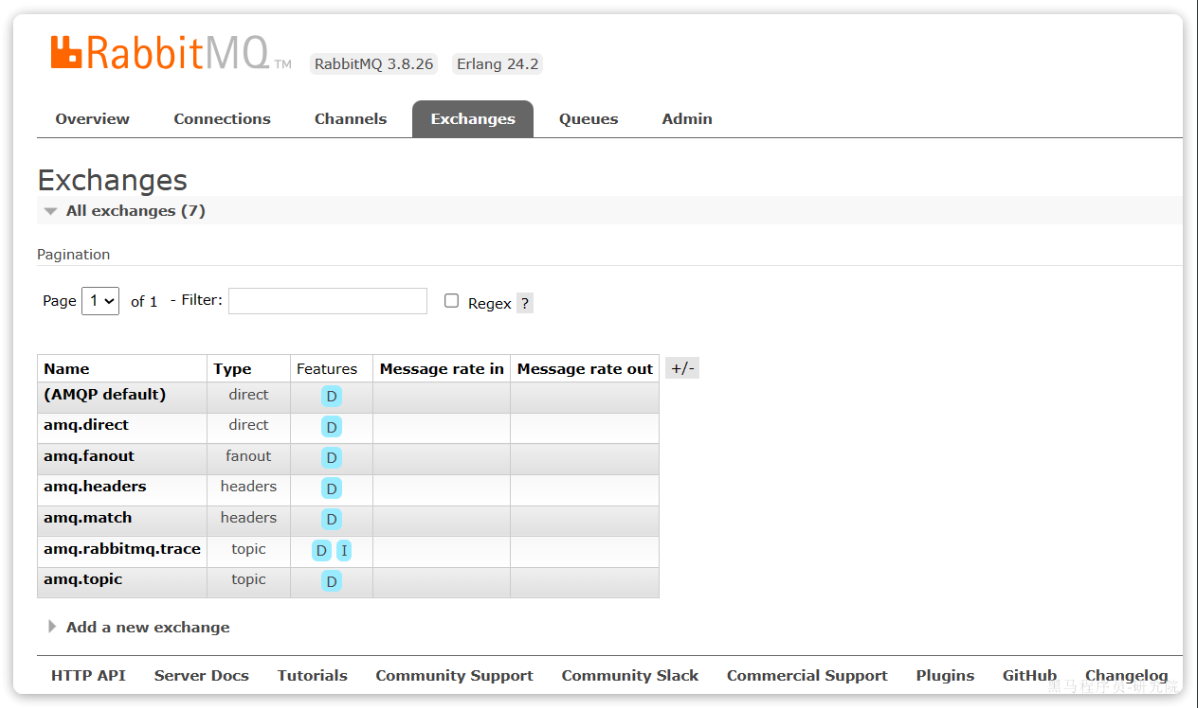 RabbitMQ TM RabbitMQ 3.8.26 Erlang 24.2
Overview Connections Channels Exchanges Queues Admin
Exchanges
All exchanges (7)
Pagination
Page 1 of 1 - Filter: Regex ?
Name Type Features Message rate in Message rate out +/-
(AMQP default) direct D
amq.direct direct D
amq.fanout fanout D
amq.headers headers D
amq.match headers D
amq.rabbitmq.trace topic D I
amq.topic topic D
Add a new exchange
HTTP API Server Docs Tutorials Community Support Community Slack Commercial Support Plugins GitHub Changelog
黑马程序员-研究院